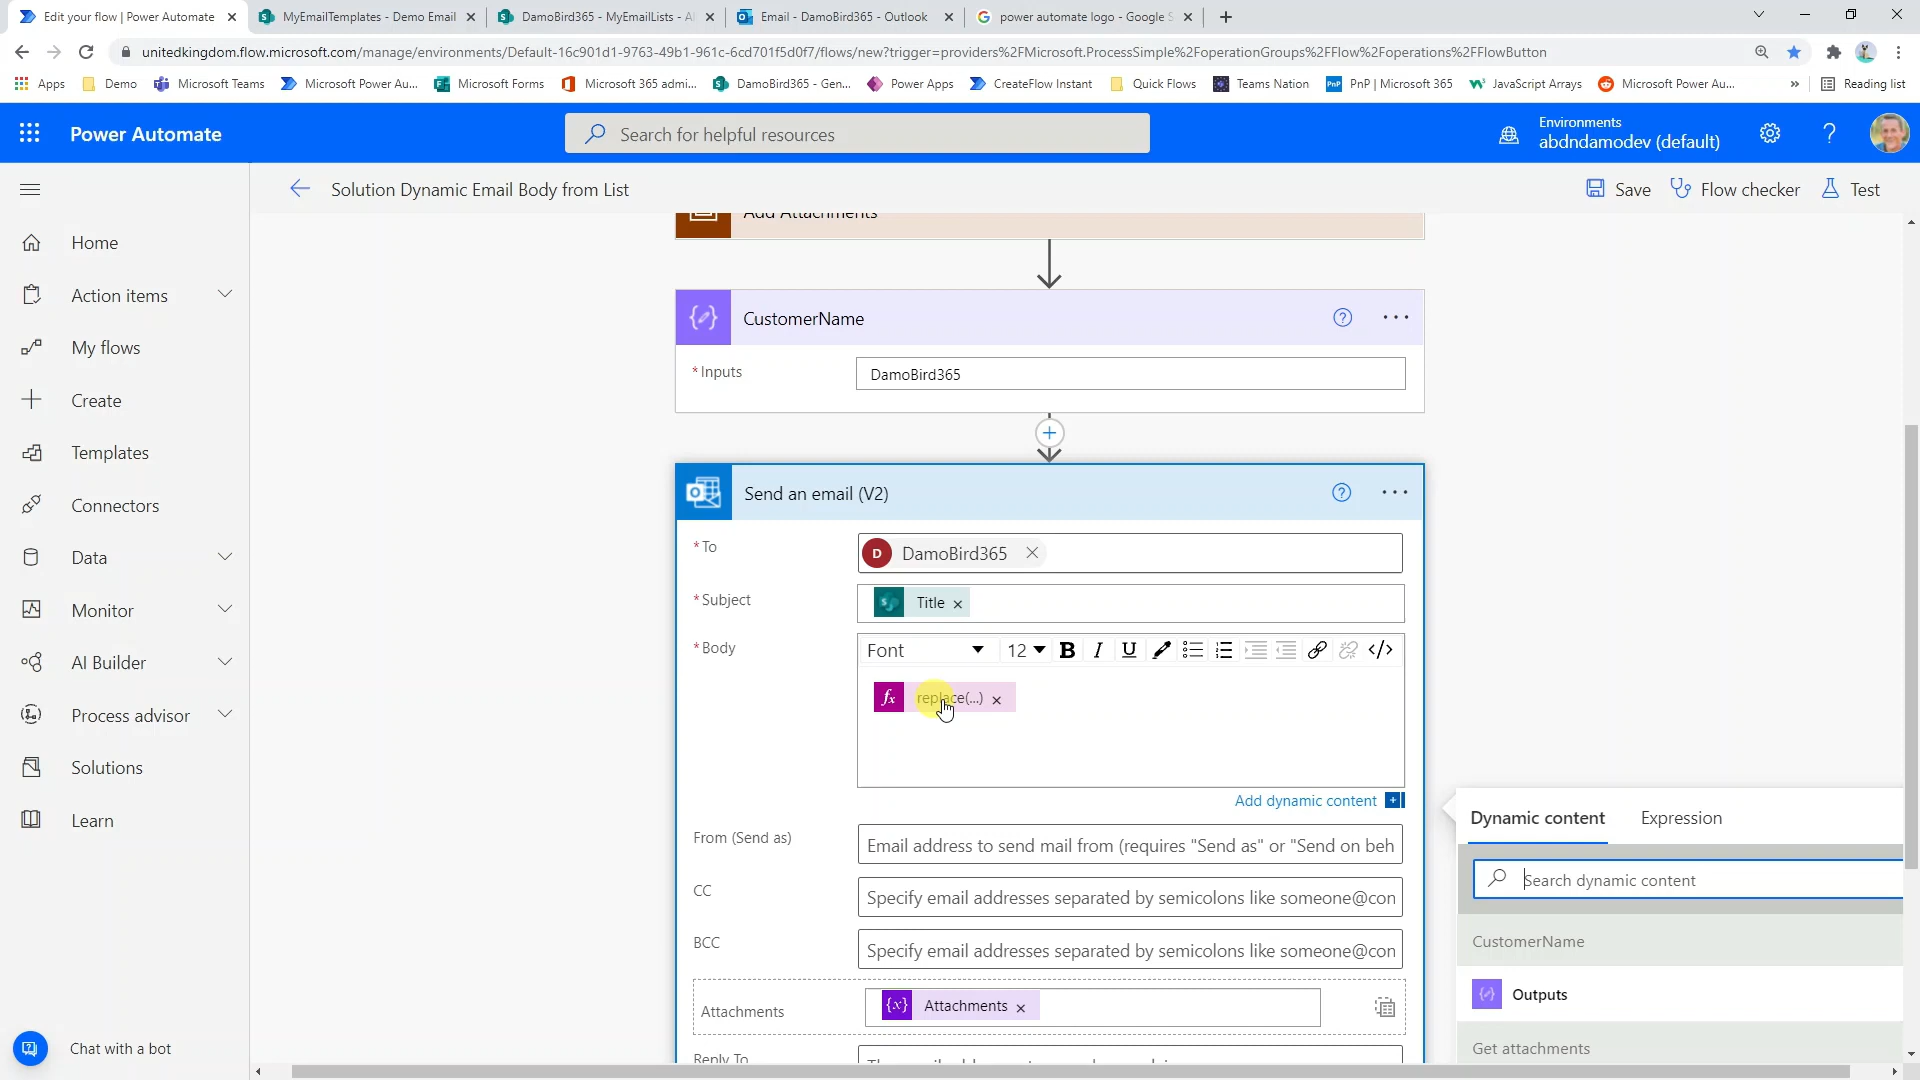 Edit your flow | Power Automate
MyEmailTemplates - Demo Email
DamoBird365 - MyEmailLists - Al
Email - DamoBird365 - Outlook
power automate logo - Google S
unitedkingdom.flow.microsoft.com/manage/environments/Default-16c901d1-9763-49b1-961c-6cd701f5d0f7/flows/new?trigger=providers%2FMicrosoft.ProcessSimple%2FoperationGroups%2FFlow%2Foperations%2FFlowButton
Apps
Demo
Microsoft Teams
Microsoft Power Au...
Microsoft Forms
Microsoft 365 admi...
DamoBird365 - Gen...
Power Apps
CreateFlow Instant
Quick Flows
Teams Nation
PnP
PnP | Microsoft 365
JavaScript Arrays
Microsoft Power Au...
»
Reading list
Power Automate
Search for helpful resources
Environments
abdndamodev (default)
Solution Dynamic Email Body from List
Save
Flow checker
Test
Home
Action items
My flows
Create
Templates
Connectors
Data
Monitor
AI Builder
Process advisor
Solutions
Learn
Chat with a bot
Add Attachments
CustomerName
* Inputs
DamoBird365
Send an email (V2)
* To
D DamoBird365
* Subject
Title
* Body
Font
12
B I U </>
fx replace(...)
Add dynamic content
From (Send as)
Email address to send mail from (requires "Send as" or "Send on beh
CC
Specify email addresses separated by semicolons like someone@con
BCC
Specify email addresses separated by semicolons like someone@con
Attachments
{x} Attachments
Reply To
Dynamic content
Expression
Search dynamic content
CustomerName
Outputs
Get attachments